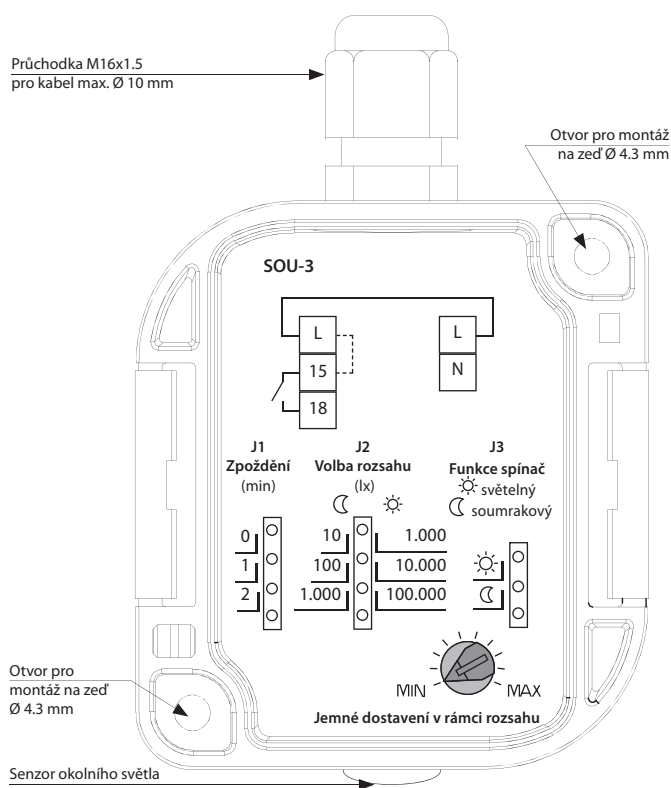 Průchodka M16x1.5
pro kabel max. Ø 10 mm
Otvor pro montáž
na zeď Ø 4.3 mm
SOU-3
L
15
18
L
N
J1
Zpoždění
(min)
0
1
2
J2
Volba rozsahu
(lx)
10 1.000
100 10.000
1.000 100.000
J3
Funkce spínač
světelný
soumrakový
MIN MAX
Jemné dostavení v rámci rozsahu
Otvor pro
montáž na zeď
Ø 4.3 mm
Senzor okolního světla